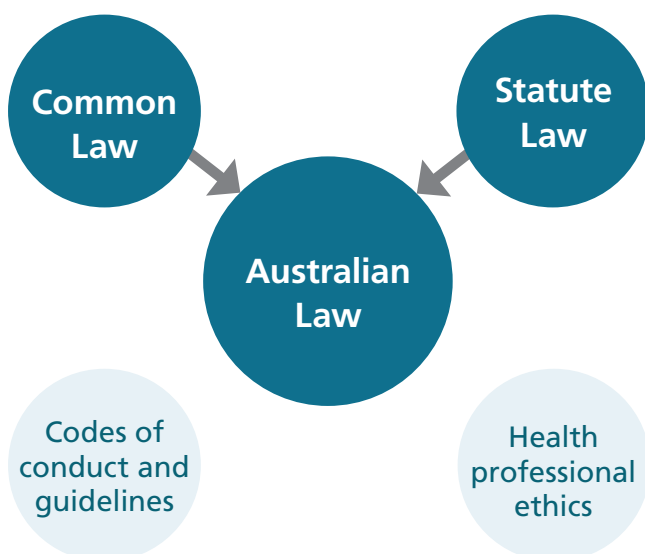 Common
Law
Statute
Law
Australian
Law
Codes of
conduct and
guidelines
Health
professional
ethics